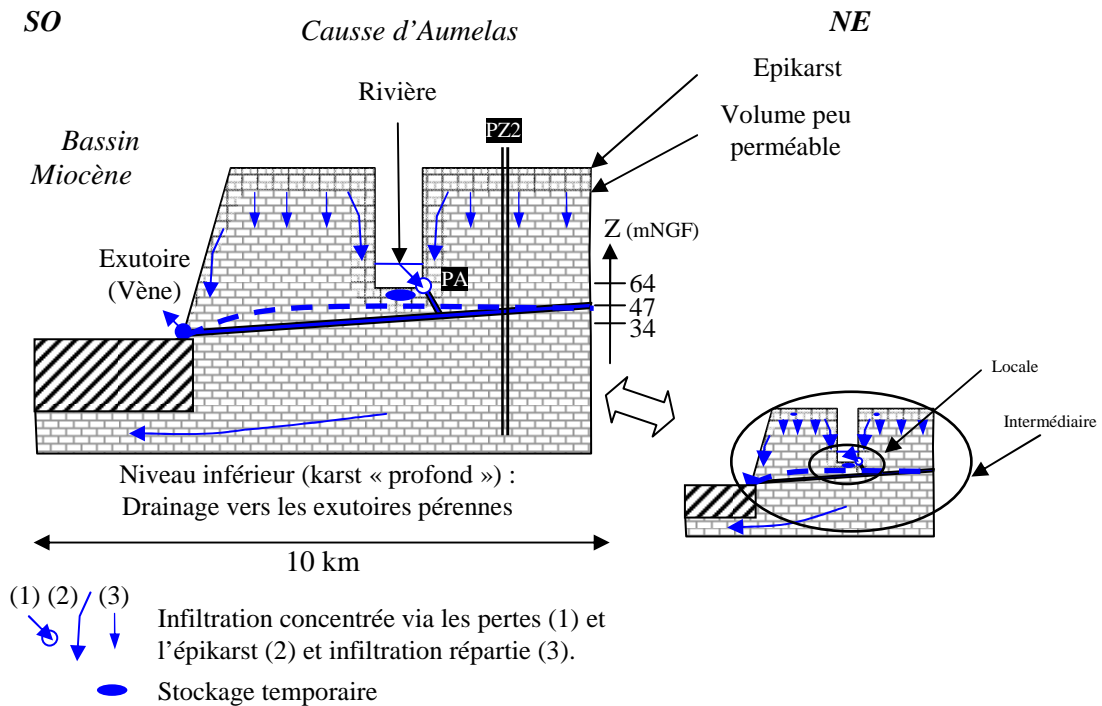 SO
Causse d'Aumelas
NE
Epikarst
Rivière
Volume peu
perméable
PZ2
Bassin
Miocène
Z (mNGF)
Exutoire
(Vène)
PA
64
47
34
Locale
Intermédiaire
Niveau inférieur (karst « profond ») :
Drainage vers les exutoires pérennes
10 km
(1) (2) (3)
Infiltration concentrée via les pertes (1) et
l'épikarst (2) et infiltration répartie (3).
Stockage temporaire